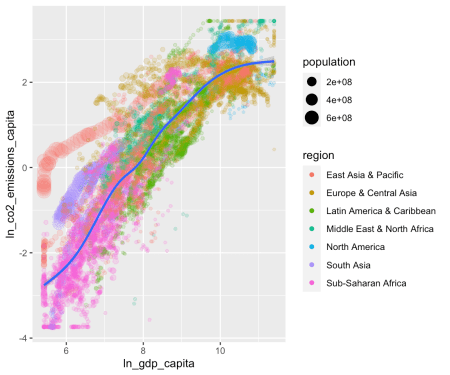 ln_co2_emissions_capita
2
0
-2
-4
6
8
10
ln_gdp_capita
population
2e+08
4e+08
6e+08
region
East Asia & Pacific
Europe & Central Asia
Latin America & Caribbean
Middle East & North Africa
North America
South Asia
Sub-Saharan Africa